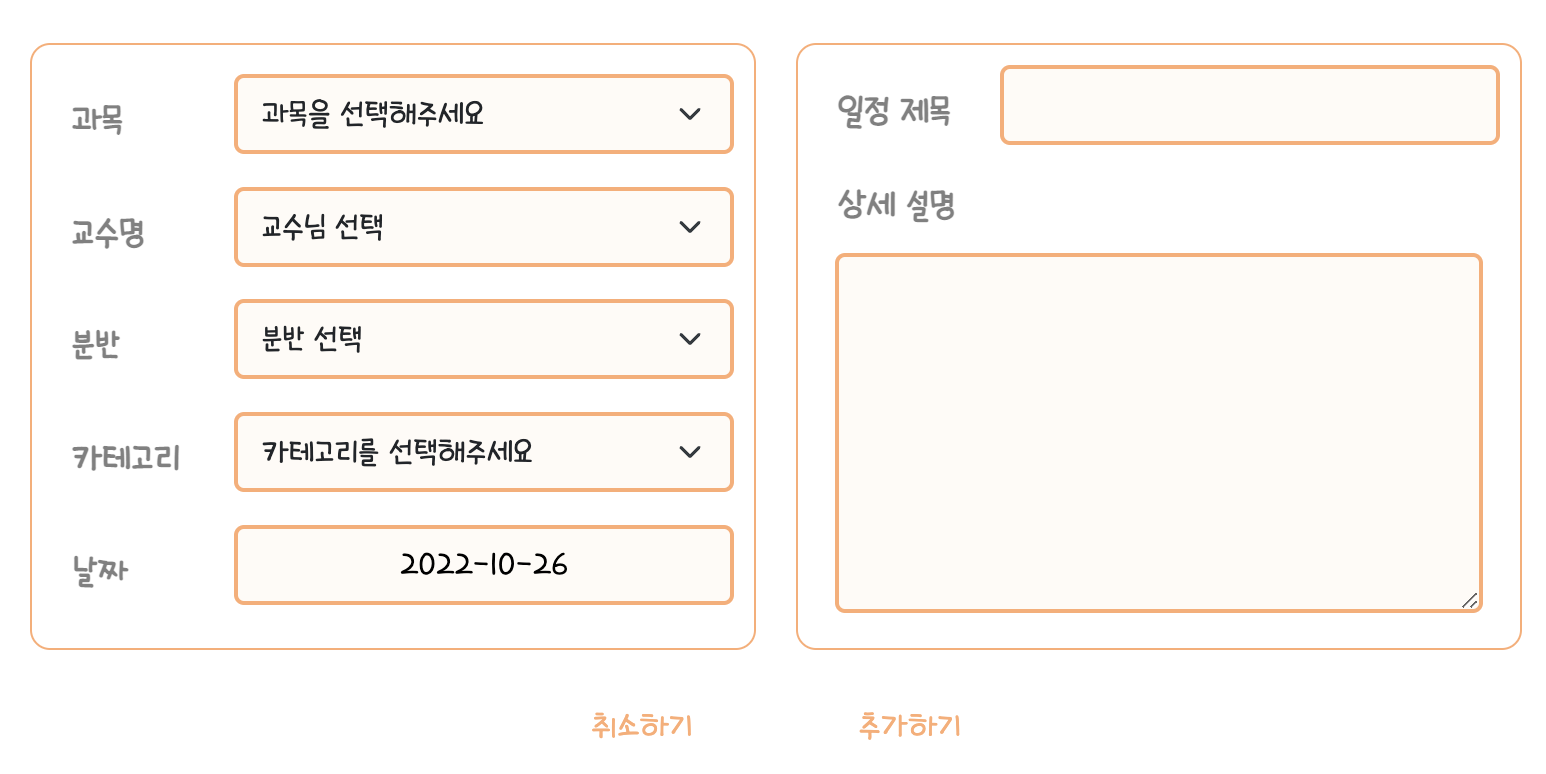 과목
과목을 선택해주세요
교수명
교수님 선택
분반
분반 선택
카테고리
카테고리를 선택해주세요
날짜
2022-10-26
일정 제목
상세 설명
취소하기
추가하기